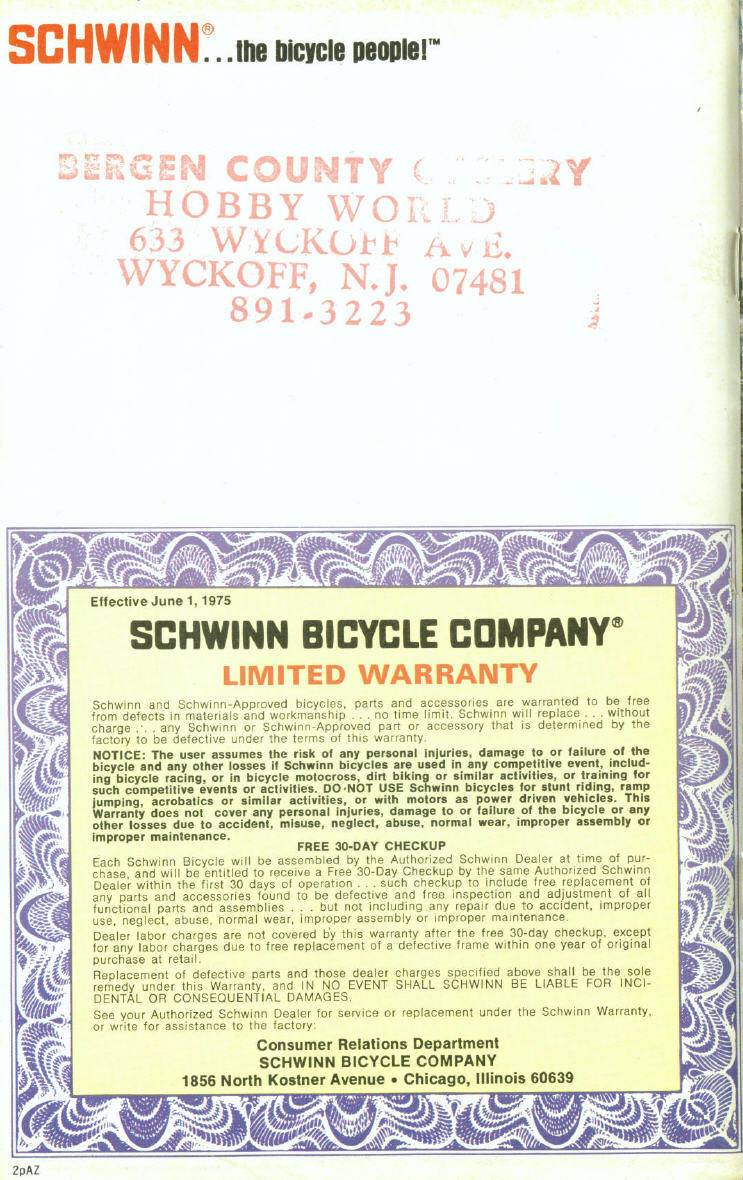 SCHWINN® ...the bicycle people!™
BERGEN COUNTY
HOBBY WORLD
633 WYCKOFF AVE.
WYCKOFF, N.J. 07481
891-3223
Effective June 1, 1975
SCHWINN BICYCLE COMPANY®
LIMITED WARRANTY
Schwinn and Schwinn-Approved bicycles, parts and accessories are warranted to be free
from defects in materials and workmanship . . . no time limit. Schwinn will replace . . . without
charge . . . any Schwinn or Schwinn-Approved part or accessory that is determined by the
factory to be defective under the terms of this warranty.
NOTICE: The user assumes the risk of any personal injuries, damage to or failure of the
bicycle and any other losses if Schwinn bicycles are used in any competitive event, includ-
ing bicycle racing, or in bicycle motocross, dirt biking or similar activities, or training for
such competitive events or activities. DO NOT USE Schwinn bicycles for stunt riding, ramp
jumping, acrobatics or similar activities, or with motors as power driven vehicles. This
Warranty does not cover any personal injuries, damage to or failure of the bicycle or any
other losses due to accident, misuse, neglect, abuse, normal wear, improper assembly or
improper maintenance.
FREE 30-DAY CHECKUP
Each Schwinn Bicycle will be assembled by the Authorized Schwinn Dealer at time of pur-
chase, and will be entitled to receive a Free 30-Day Checkup by the same Authorized Schwinn
Dealer within the first 30 days of operation . . . such checkup to include free replacement of
any parts and accessories found to be defective and free inspection and adjustment of all
functional parts and assemblies . . . but not including any repair due to accident, improper
use, neglect, abuse, normal wear, improper assembly or improper maintenance.
Dealer labor charges are not covered by this warranty after the free 30-day checkup, except
for any labor charges due to free replacement of a defective frame within one year of original
purchase at retail.
Replacement of defective parts and those dealer charges specified above shall be the sole
remedy under this Warranty, and IN NO EVENT SHALL SCHWINN BE LIABLE FOR INCI-
DENTAL OR CONSEQUENTIAL DAMAGES.
See your Authorized Schwinn Dealer for service or replacement under the Schwinn Warranty,
or write for assistance to the factory:
Consumer Relations Department
SCHWINN BICYCLE COMPANY
1856 North Kostner Avenue • Chicago, Illinois 60639
2pAZ